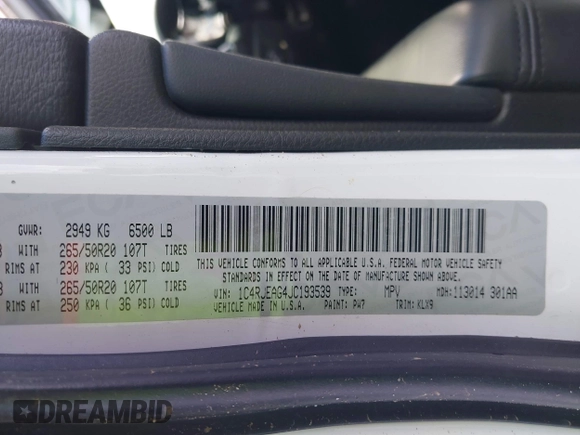 GVWR: 2949 KG 6500 LB
WITH 265/50R20 107T TIRES
RIMS AT 230 KPA ( 33 PSI) COLD
WITH 265/50R20 107T TIRES
RIMS AT 250 KPA ( 36 PSI) COLD
THIS VEHICLE CONFORMS TO ALL APPLICABLE U.S.A. FEDERAL MOTOR VEHICLE SAFETY
STANDARDS IN EFFECT ON THE DATE OF MANUFACTURE SHOWN ABOVE
VIN: 1C4RJEAG4JC193539 TYPE: MPV MDH: 113014 301AA
VEHICLE MADE IN U.S.A. PAINT: PW7 TRIM: KLX9
DREAMBID